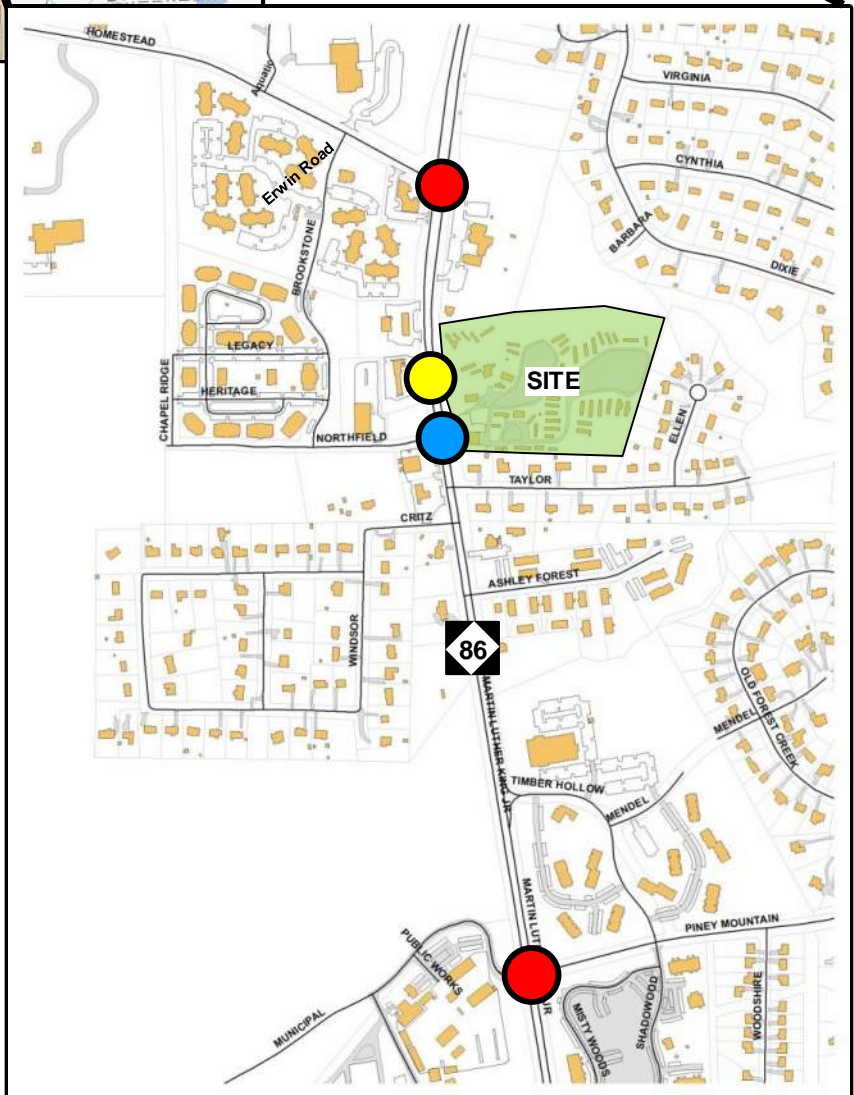 HOMESTEAD
Aquatic
VIRGINIA
CYNTHIA
Erwin Road
BARBARA
DIXIE
BROOKSTONE
LEGACY
SITE
HERITAGE
CHAPEL RIDGE
ELLEN
NORTHFIELD
TAYLOR
CRITZ
ASHLEY FOREST
WINDSOR
86
MARTIN LUTHER KING JR
OLD FOREST CREEK
MENDEL
TIMBER HOLLOW
MENDEL
MARTIN LUT
JR
PINEY MOUNTAIN
PUBLIC WORKS
MUNICIPAL
MISTY WOODS
SHADOWOOD
WOODSHIRE